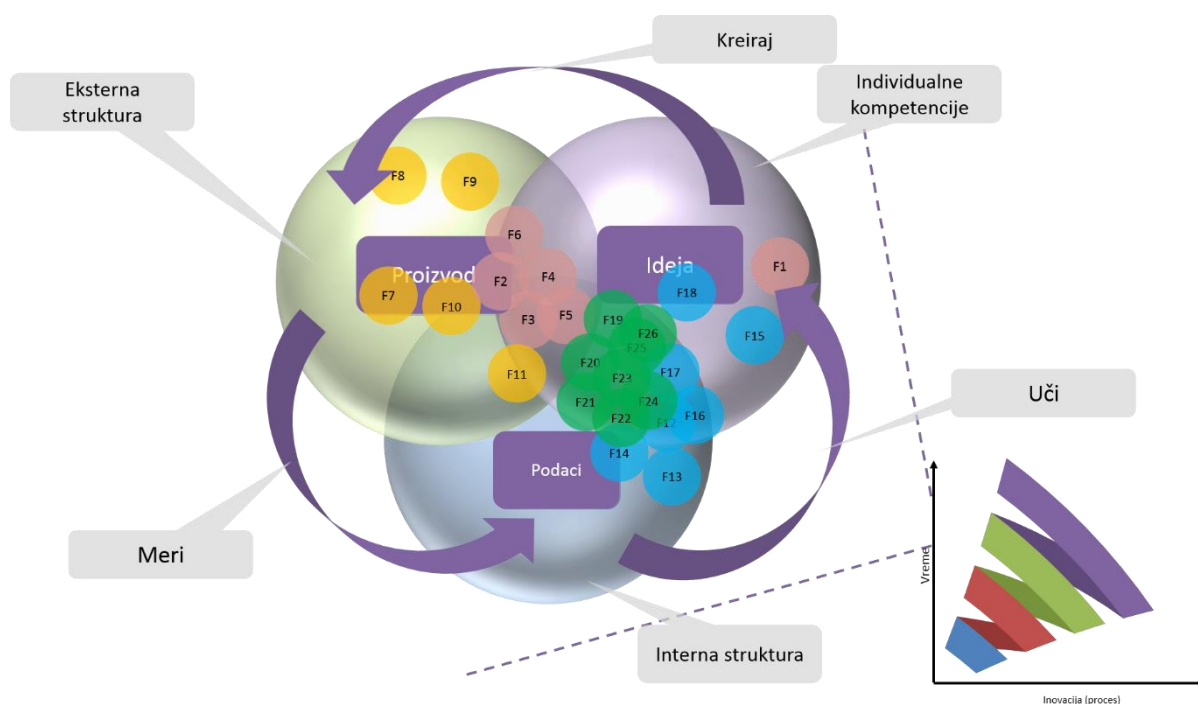 Kreiraj
Eksterna
struktura
Individualne
kompetencije
F8
F9
F6
Proizvod
Ideja
F2
F4
F1
F7
F10
F18
F3
F5
F19
F26
F15
F25
F20
F11
F17
F23
F21
F24
F22
F12
F16
Uči
F14
Podaci
F13
Meri
Interna struktura
Vreme
Inovacija (proces)